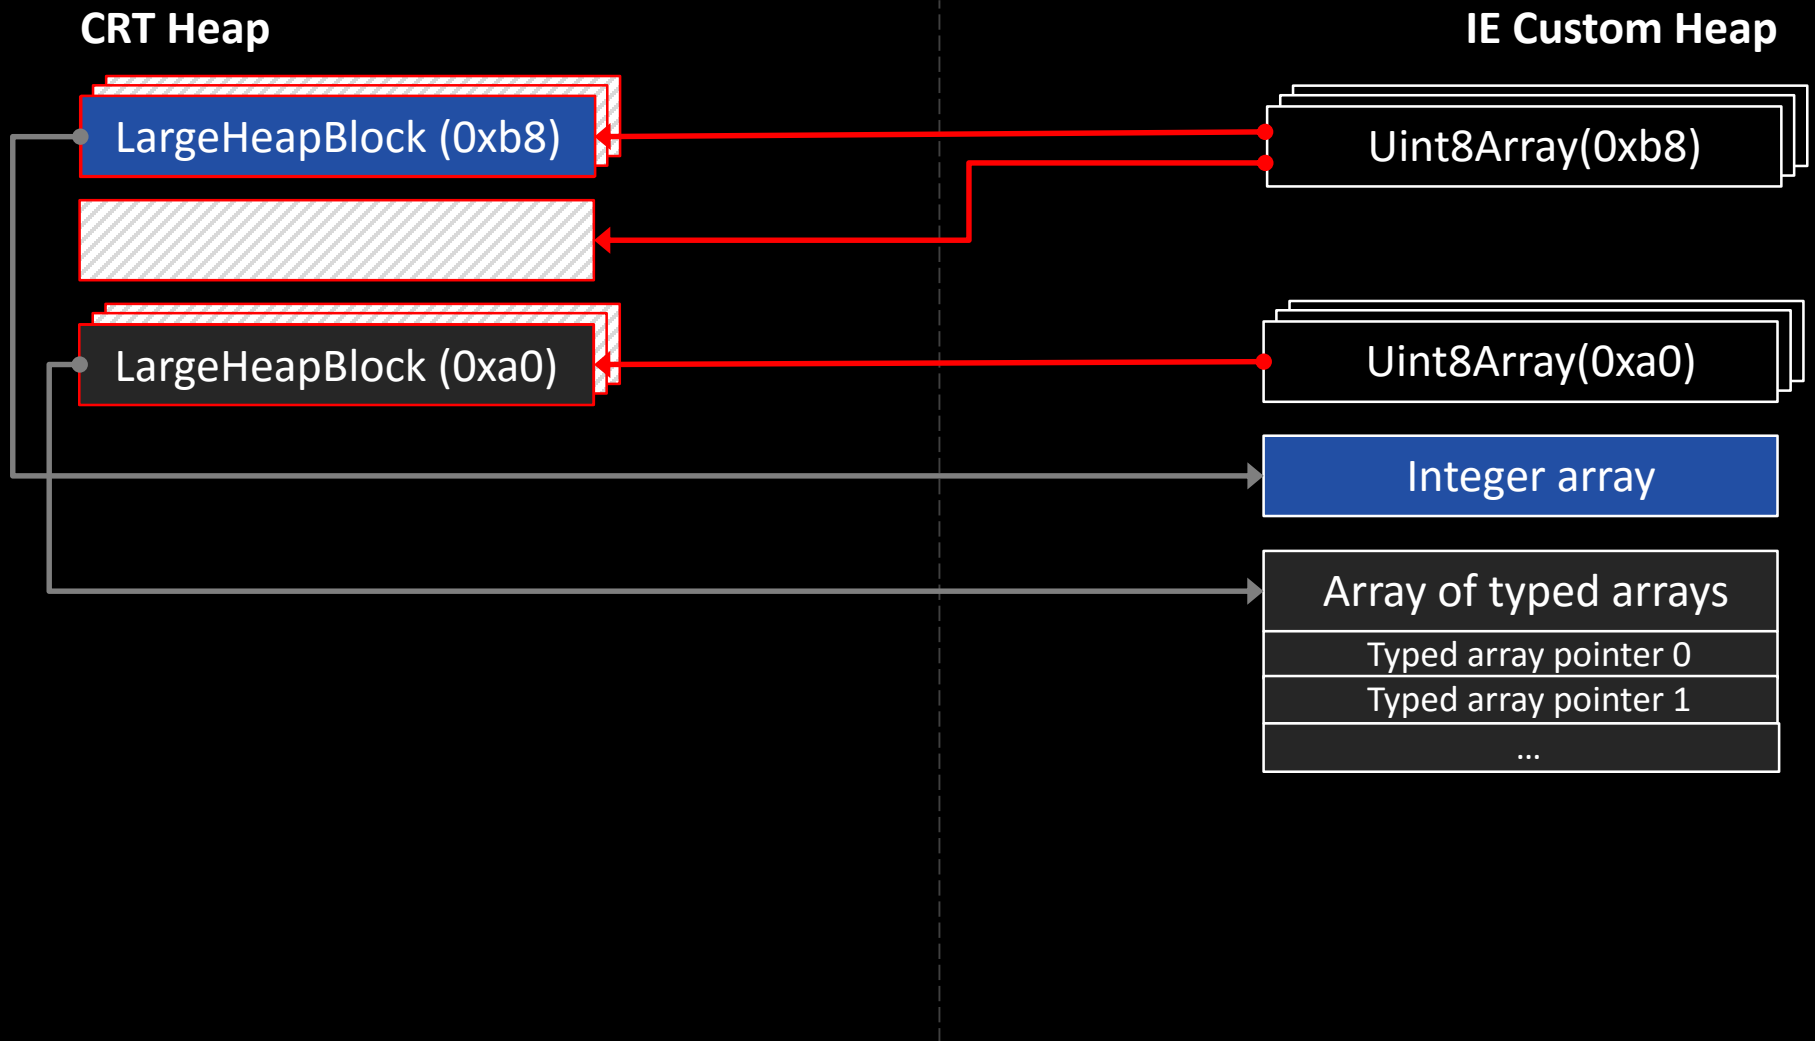 CRT Heap
IE Custom Heap
LargeHeapBlock (0xb8)
Uint8Array(0xb8)
LargeHeapBlock (0xa0)
Uint8Array(0xa0)
Integer array
Array of typed arrays
Typed array pointer 0
Typed array pointer 1
...